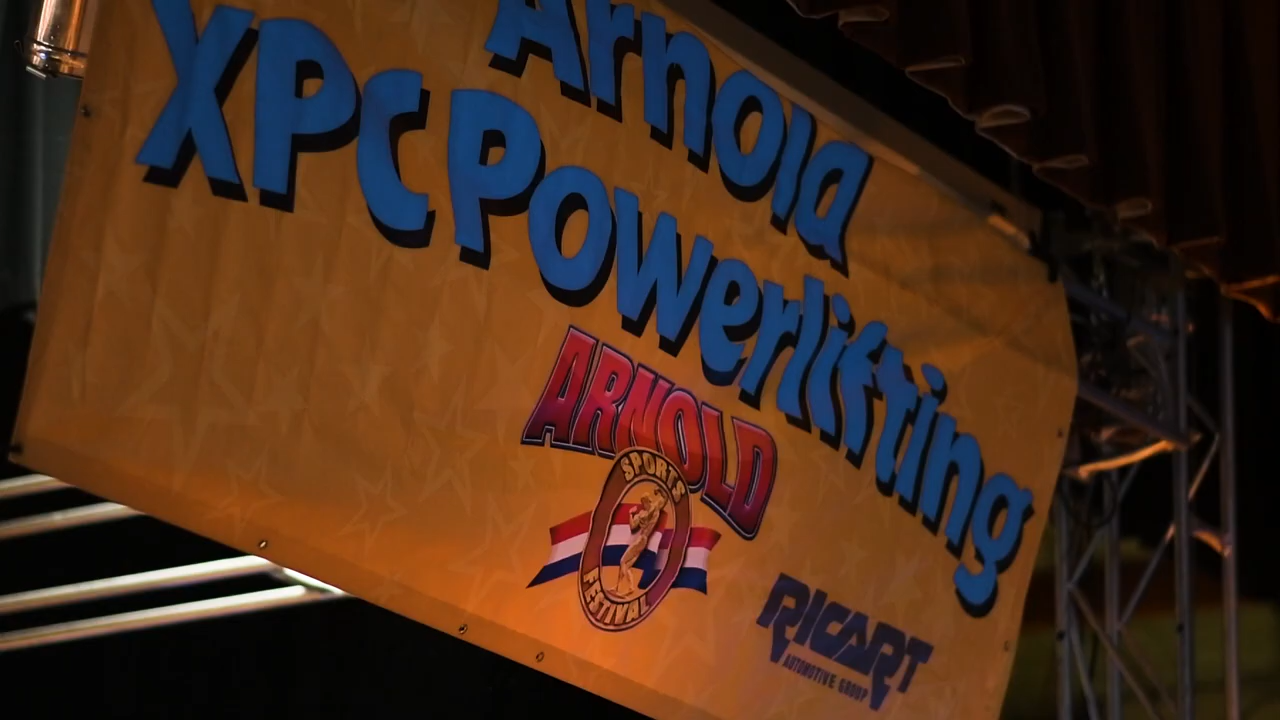 Arnold
XPC Powerlifting
ARNOLD
SPORTS
FESTIVAL
RICART
AUTOMOTIVE GROUP